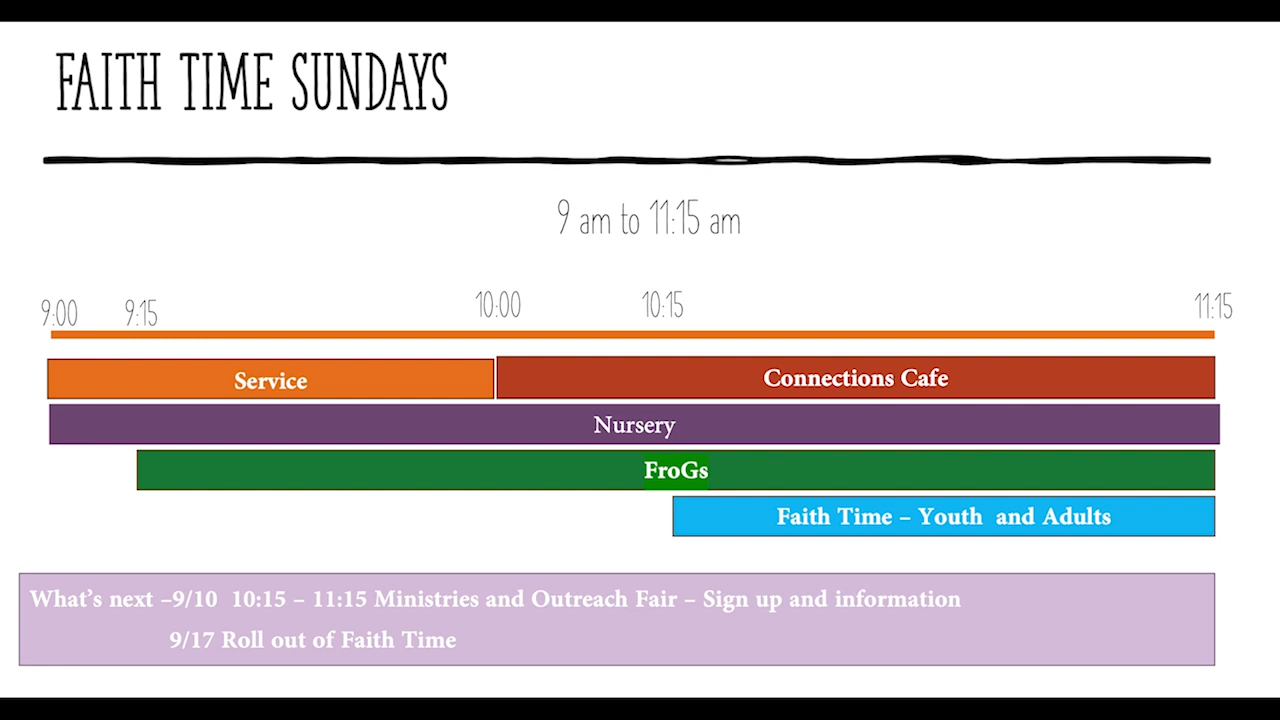 FAITH TIME SUNDAYS
9 am to 11:15 am
9:00 9:15 10:00 10:15 11:15
Service Connections Cafe
Nursery
FroGs
Faith Time – Youth and Adults
What's next –9/10 10:15 – 11:15 Ministries and Outreach Fair – Sign up and information
9/17 Roll out of Faith Time